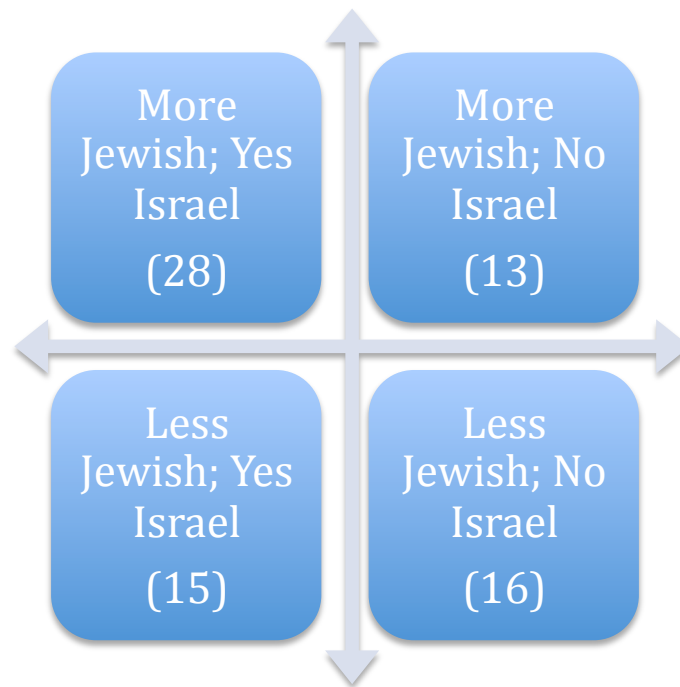 More
Jewish; Yes
Israel
(28)
More
Jewish; No
Israel
(13)
Less
Jewish; Yes
Israel
(15)
Less
Jewish; No
Israel
(16)